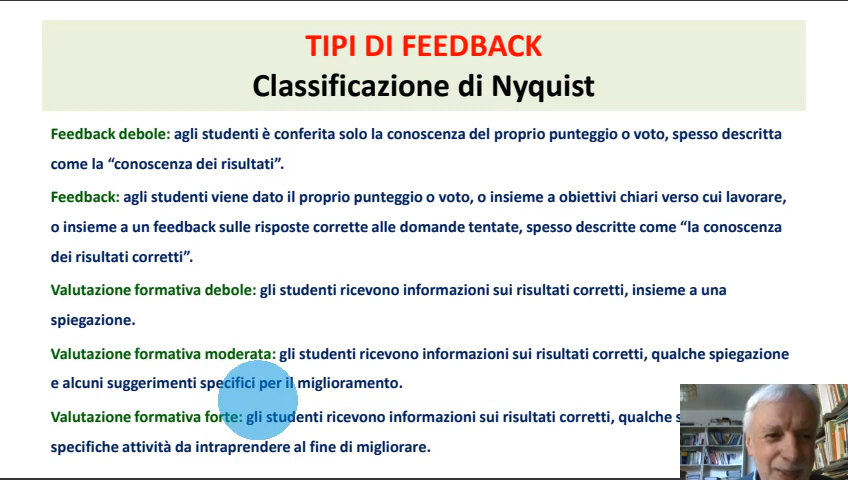 TIPI DI FEEDBACK
Classificazione di Nyquist
Feedback debole: agli studenti è conferita solo la conoscenza del proprio punteggio o voto, spesso descritta
come la “conoscenza dei risultati”.
Feedback: agli studenti viene dato il proprio punteggio o voto, o insieme a obiettivi chiari verso cui lavorare,
o insieme a un feedback sulle risposte corrette alle domande tentate, spesso descritte come “la conoscenza
dei risultati corretti”.
Valutazione formativa debole: gli studenti ricevono informazioni sui risultati corretti, insieme a una
spiegazione.
Valutazione formativa moderata: gli studenti ricevono informazioni sui risultati corretti, qualche spiegazione
e alcuni suggerimenti specifici per il miglioramento.
Valutazione formativa forte: gli studenti ricevono informazioni sui risultati corretti, qualche
specifiche attività da intraprendere al fine di migliorare.